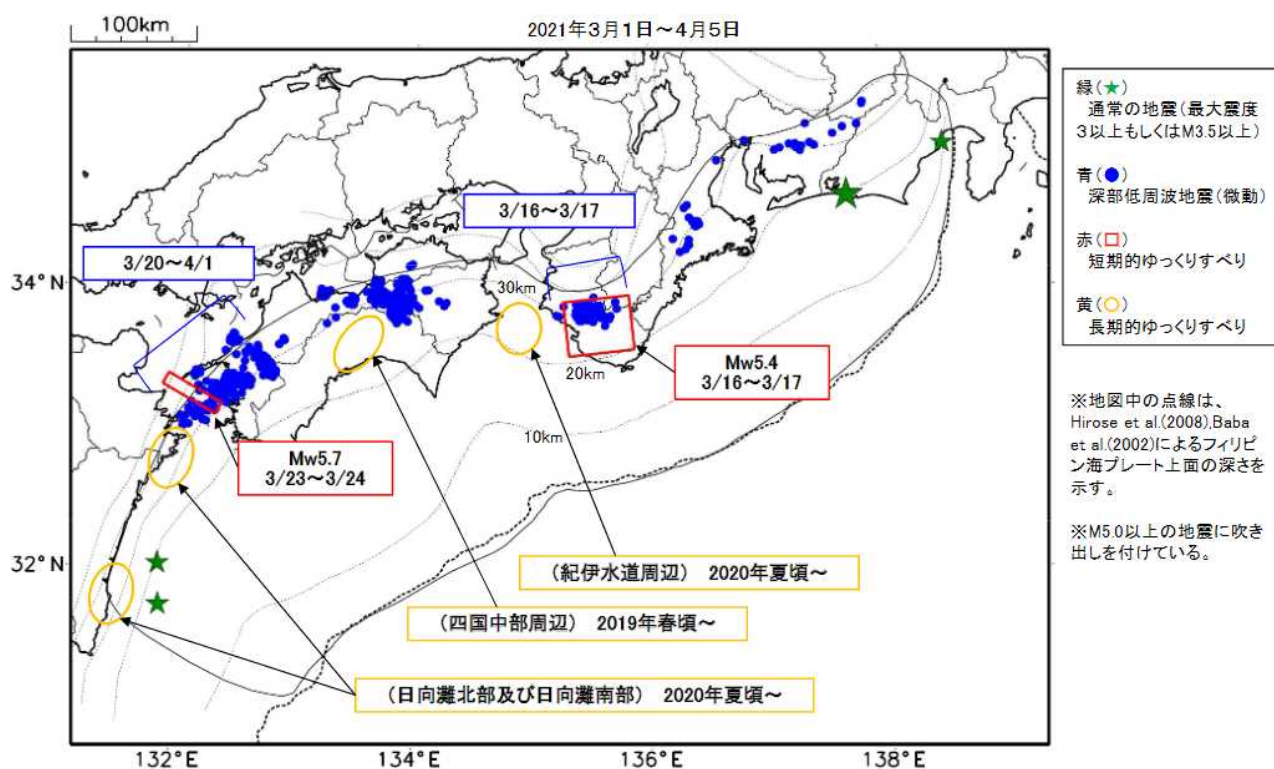 100km
2021年3月1日～4月5日
緑(★)
通常の地震(最大震度
3以上もしくはM3.5以上)
青(●)
深部低周波地震(微動)
赤(□)
短期的ゆっくりすべり
黄(○)
長期的ゆっくりすべり
※地図中の点線は、
Hirose et al.(2008),Baba
et al.(2002)によるフィリピ
ン海プレート上面の深さを
示す。
※M5.0以上の地震に吹き
出しを付けている。
3/16～3/17
3/20～4/1
34°N
30km
20km
Mw5.4
3/16～3/17
10km
Mw5.7
3/23～3/24
32°N
(紀伊水道周辺) 2020年夏頃～
(四国中部周辺) 2019年春頃～
(日向灘北部及び日向灘南部) 2020年夏頃～
132°E
134°E
136°E
138°E